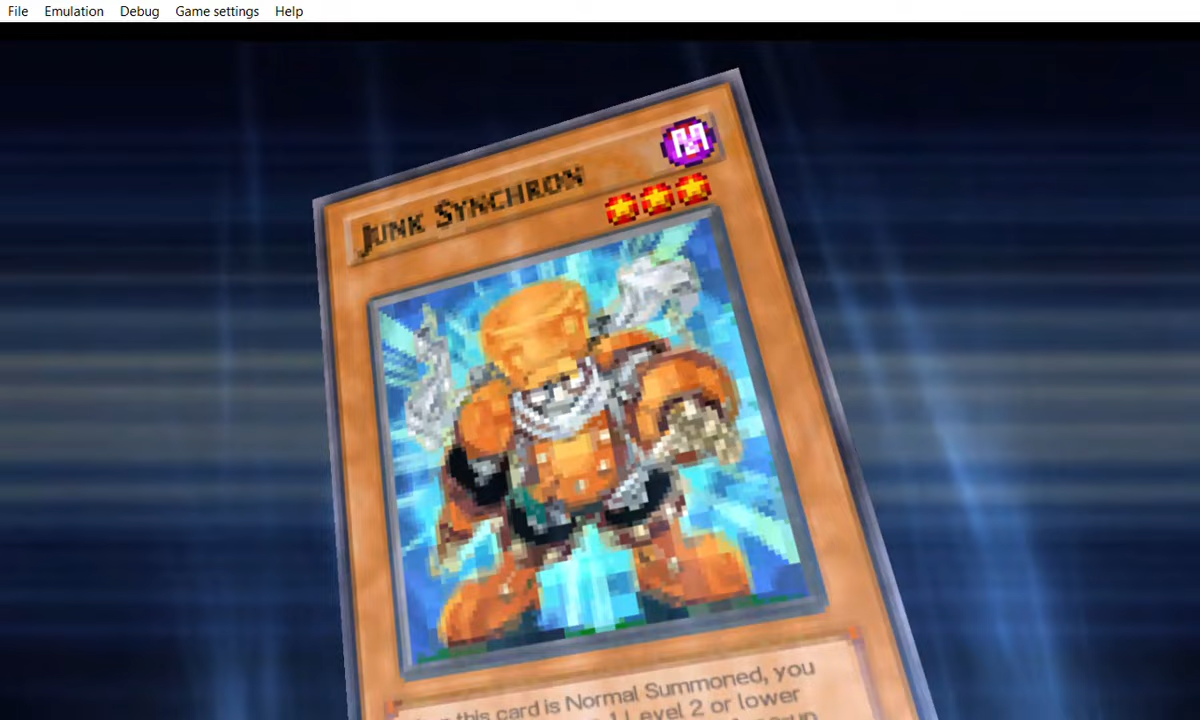 File Emulation Debug Game settings Help
JUNK SYNCHRON
this card is Normal Summoned, you
1 Level 2 or lower